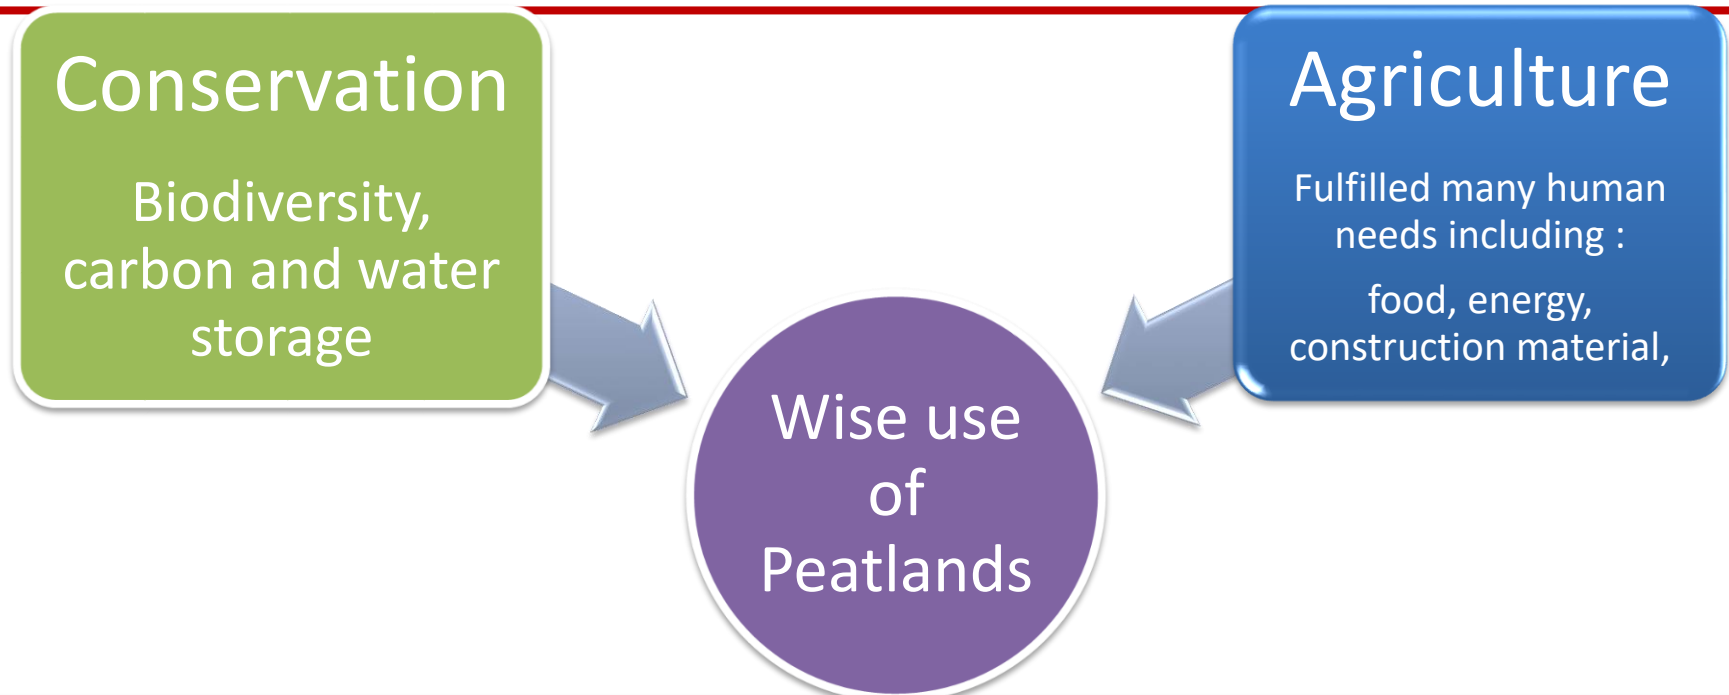 Conservation
Biodiversity,
carbon and water
storage
Agriculture
Fulfilled many human
needs including :
food, energy,
construction material,
Wise use
of
Peatlands